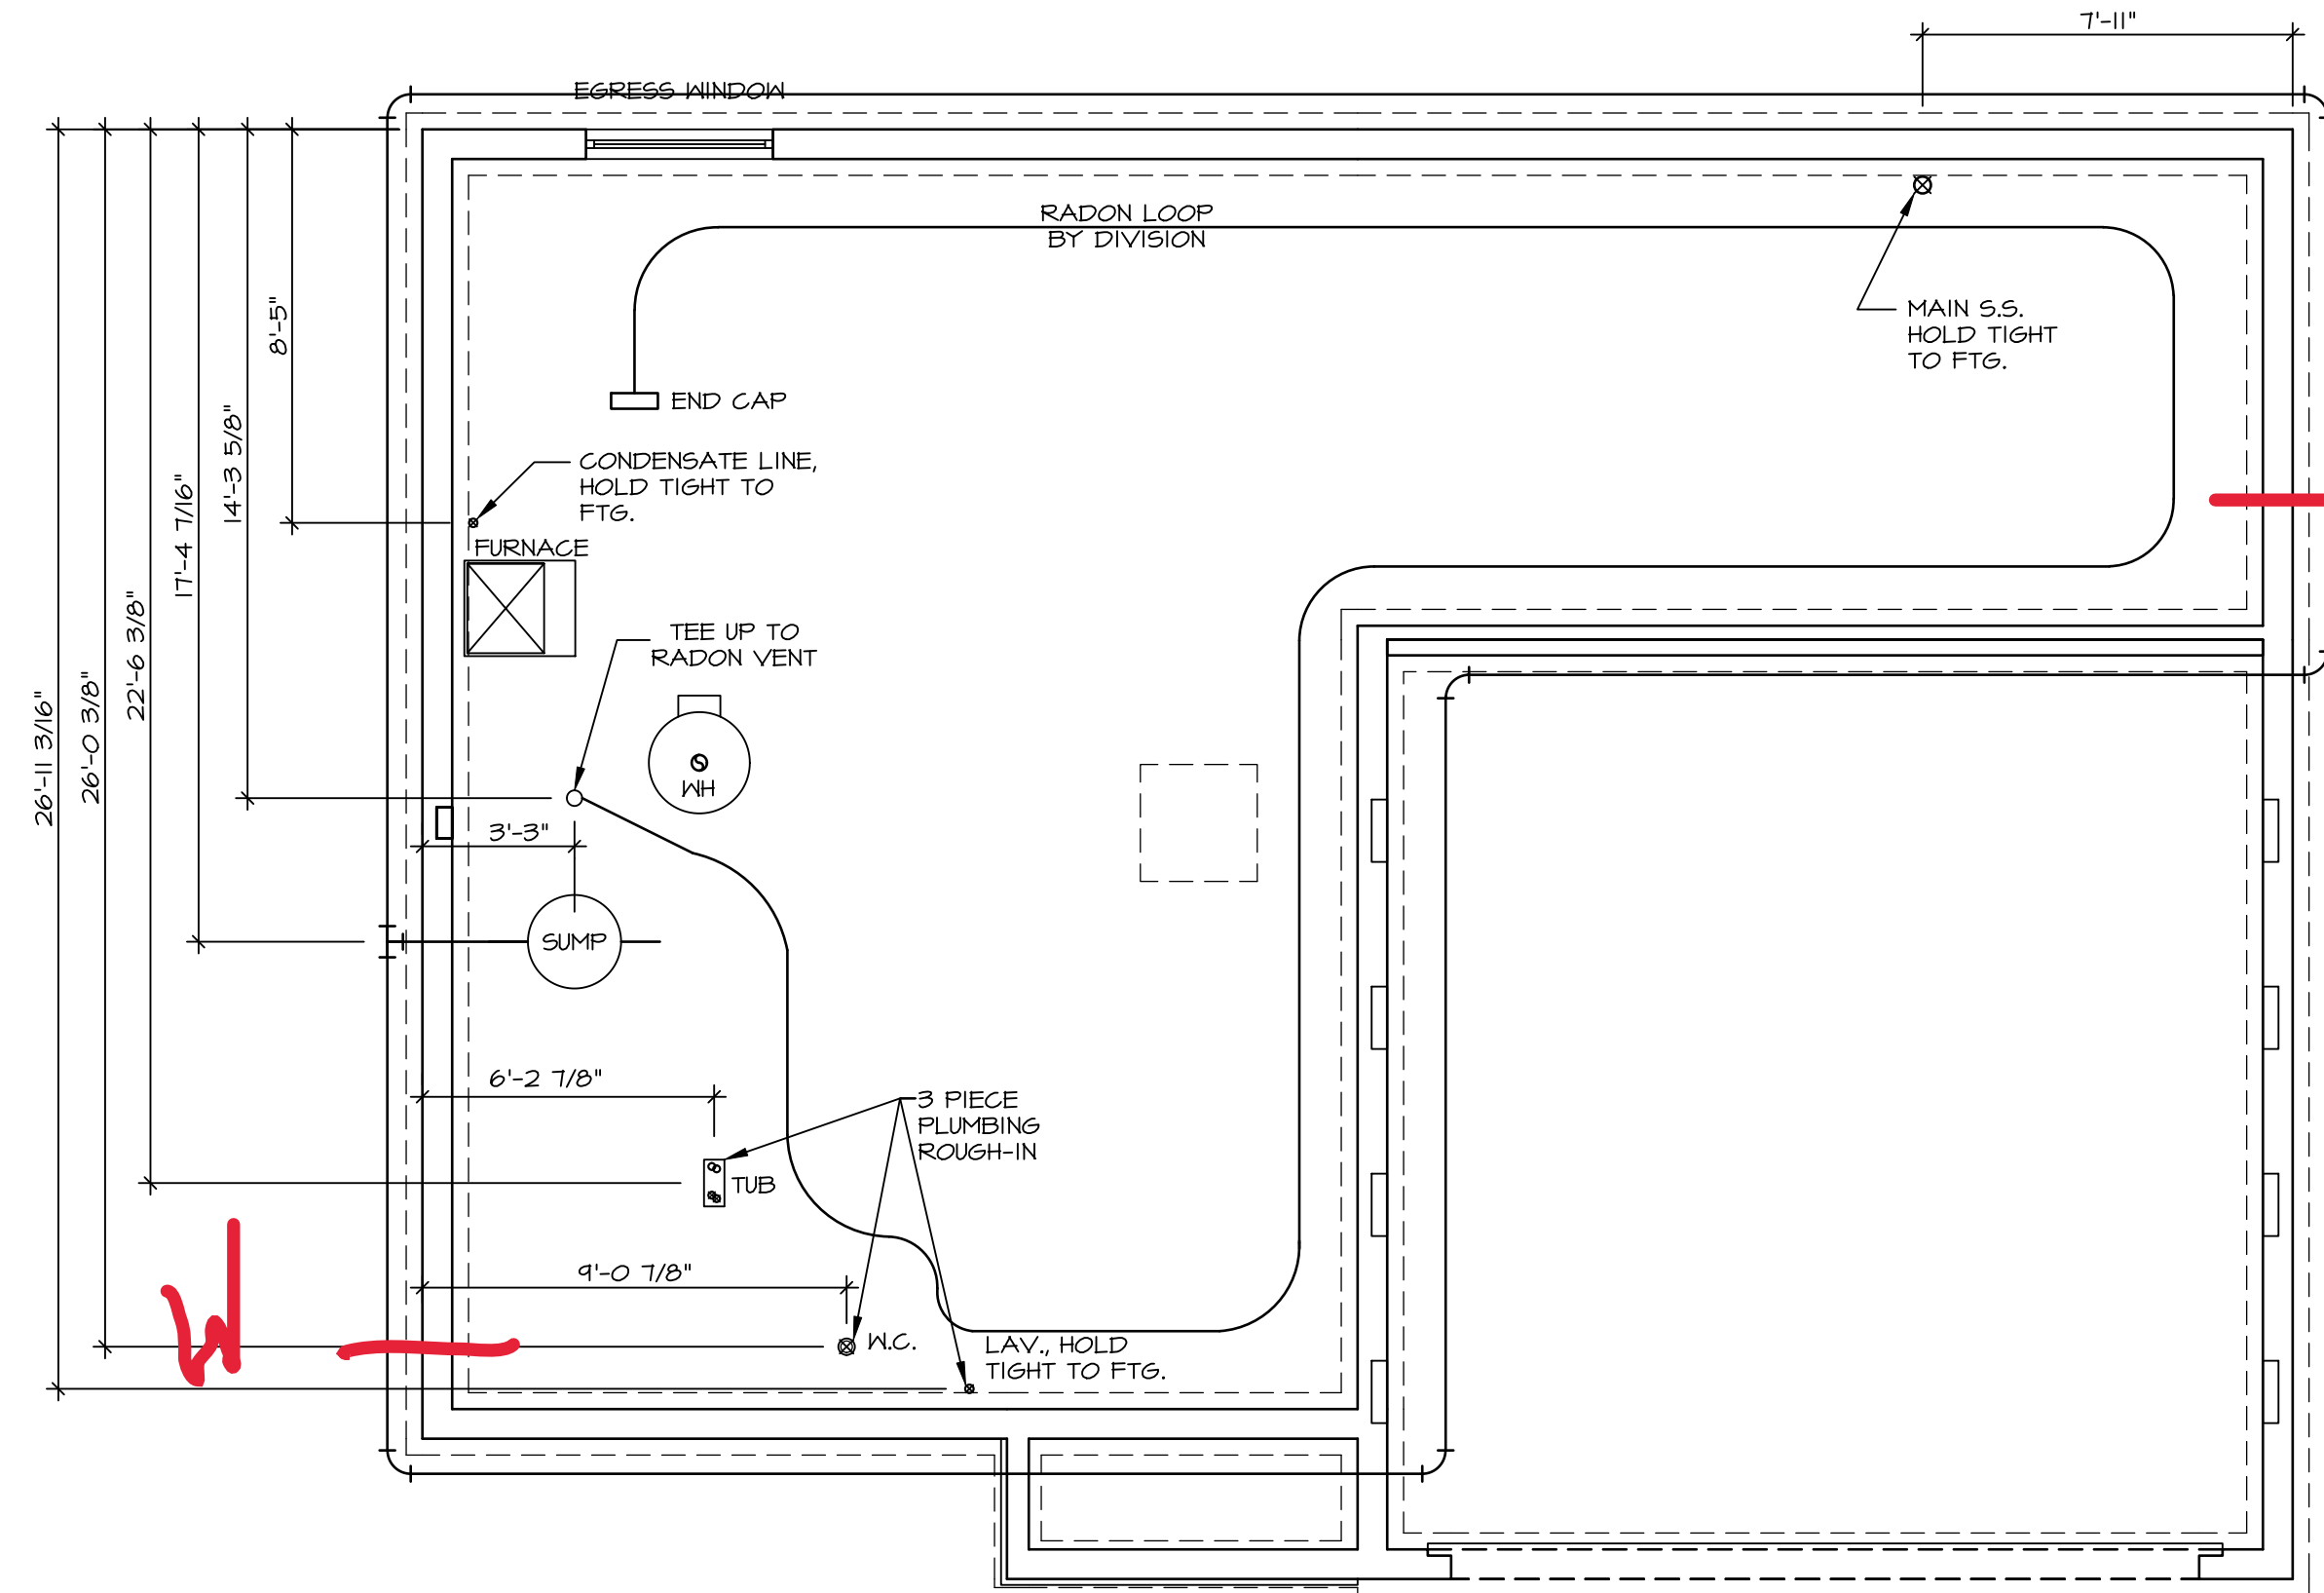 7'-11"
EGRESS WINDOW
RADON LOOP
BY DIVISION
8'-5"
MAIN S.S.
HOLD TIGHT
TO FTG.
END CAP
14'-3 5/8"
CONDENSATE LINE,
HOLD TIGHT TO
FTG.
17'-4 7/16"
FURNACE
22'-6 3/8"
TEE UP TO
RADON VENT
26'-0 3/8"
26'-11 3/16"
WH
3'-3"
SUMP
6'-2 7/8"
3 PIECE
PLUMBING
ROUGH-IN
TUB
9'-0 7/8"
W.C.
LAV., HOLD
TIGHT TO FTG.